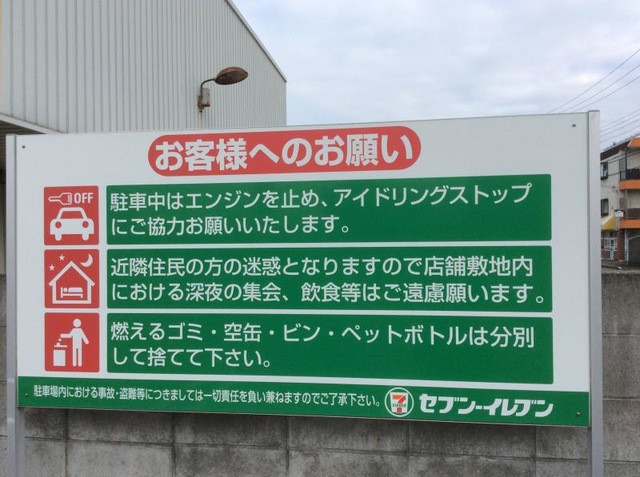 お客様へのお願い
OFF
駐車中はエンジンを止め、アイドリングストップ
にご協力お願いいたします。
近隣住民の方の迷惑となりますので店舗敷地内
における深夜の集会、飲食等はご遠慮願います。
燃えるゴミ・空缶・ビン・ペットボトルは分別
して捨てて下さい。
駐車場内における事故・盗難等につきましては一切責任を負い兼ねますのでご了承下さい。
7 ELEVEN セブン-イレブン